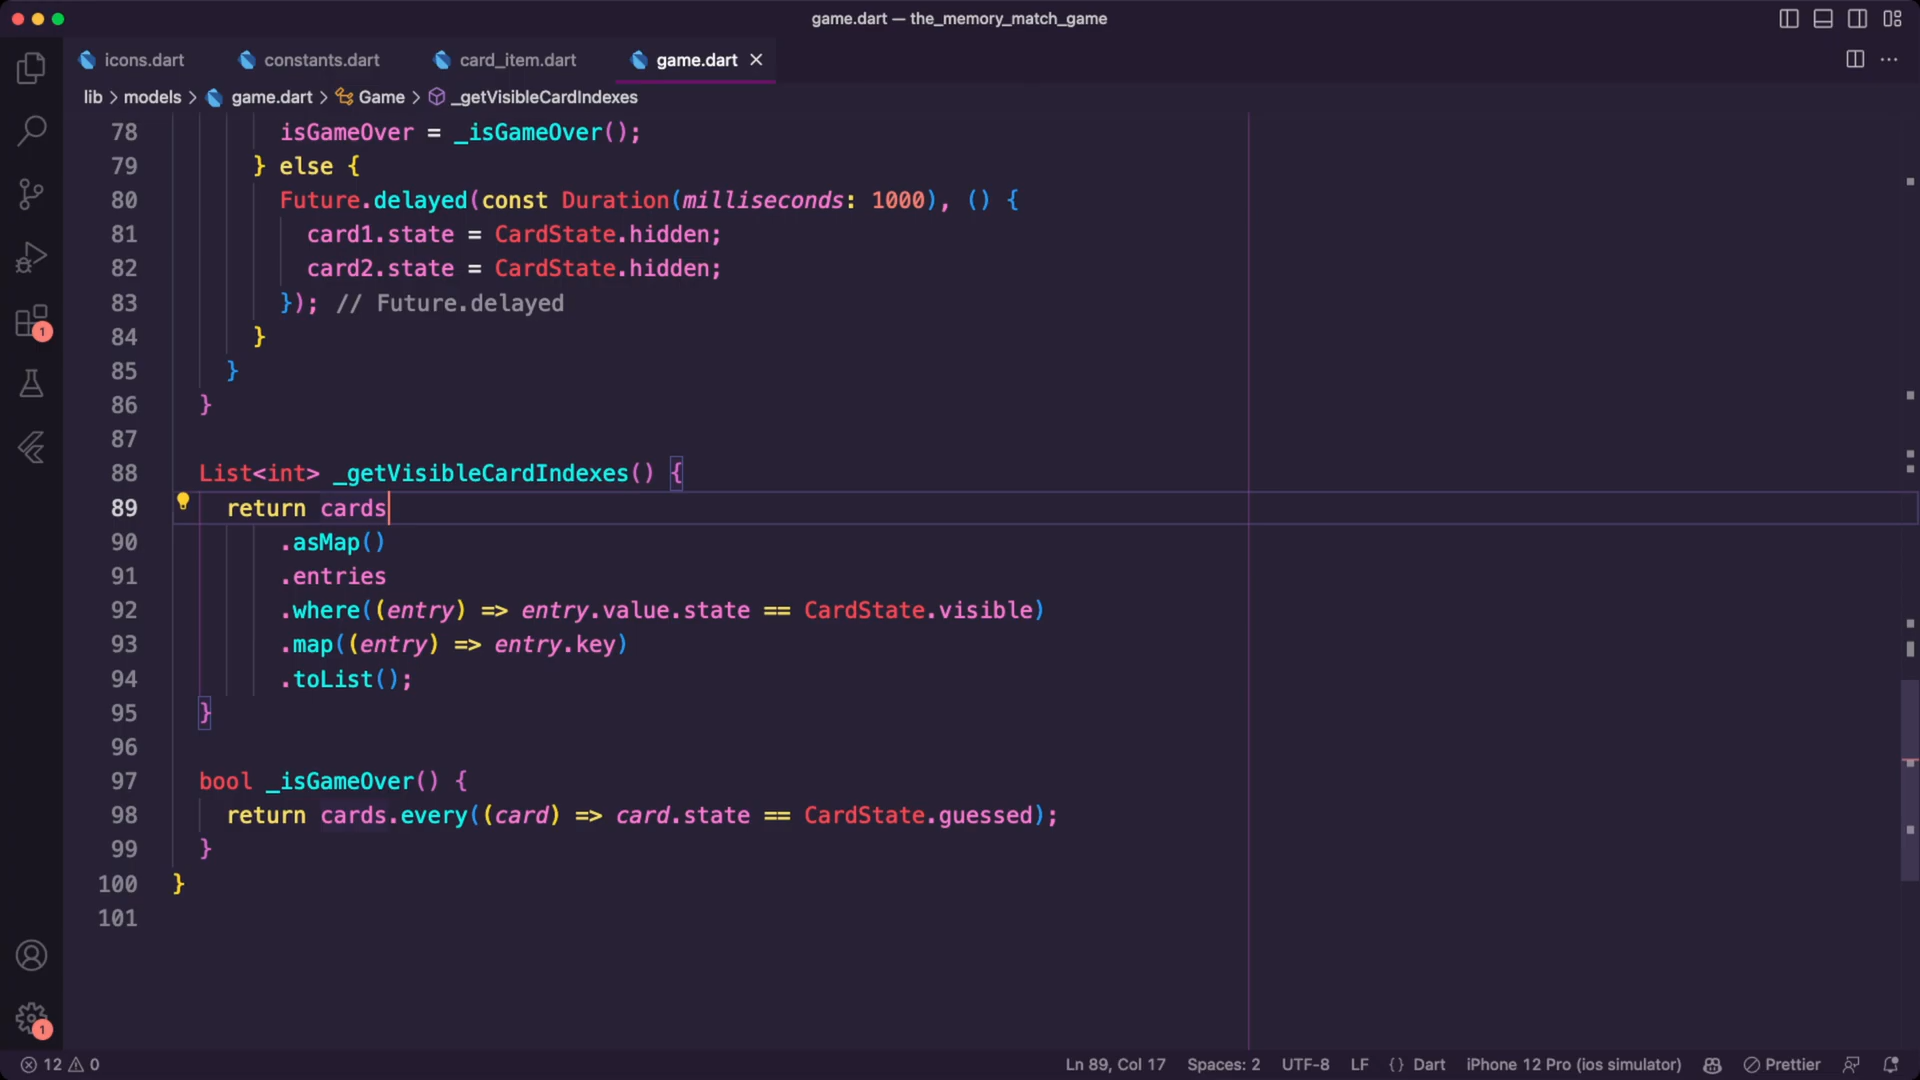 game.dart — the_memory_match_game
icons.dart constants.dart card_item.dart game.dart
lib > models > game.dart > Game > _getVisibleCardIndexes
78 isGameOver = _isGameOver();
79 } else {
80 Future.delayed(const Duration(milliseconds: 1000), () {
81 card1.state = CardState.hidden;
82 card2.state = CardState.hidden;
83 }); // Future.delayed
84 }
85 }
86 }
87
88 List<int> _getVisibleCardIndexes() {
89 return cards
90 .asMap()
91 .entries
92 .where((entry) => entry.value.state == CardState.visible)
93 .map((entry) => entry.key)
94 .toList();
95 }
96
97 bool _isGameOver() {
98 return cards.every((card) => card.state == CardState.guessed);
99 }
100 }
101
1
1
12 0 Ln 89, Col 17 Spaces: 2 UTF-8 LF {} Dart iPhone 12 Pro (ios simulator) Prettier